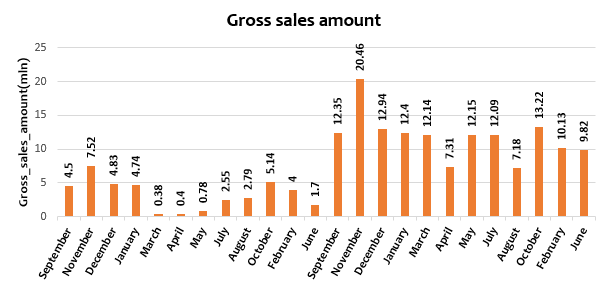 Gross sales amount
Gross_sales_amount(mln)
25
20
15
10
5
0
4.5
7.52
4.83
4.74
0.38
0.4
0.78
2.55
2.79
5.14
4
1.7
12.35
20.46
12.94
12.4
12.14
7.31
12.15
12.09
7.18
13.22
10.13
9.82
September
November
December
January
March
April
May
July
August
October
February
June
September
November
December
January
March
April
May
July
August
October
February
June